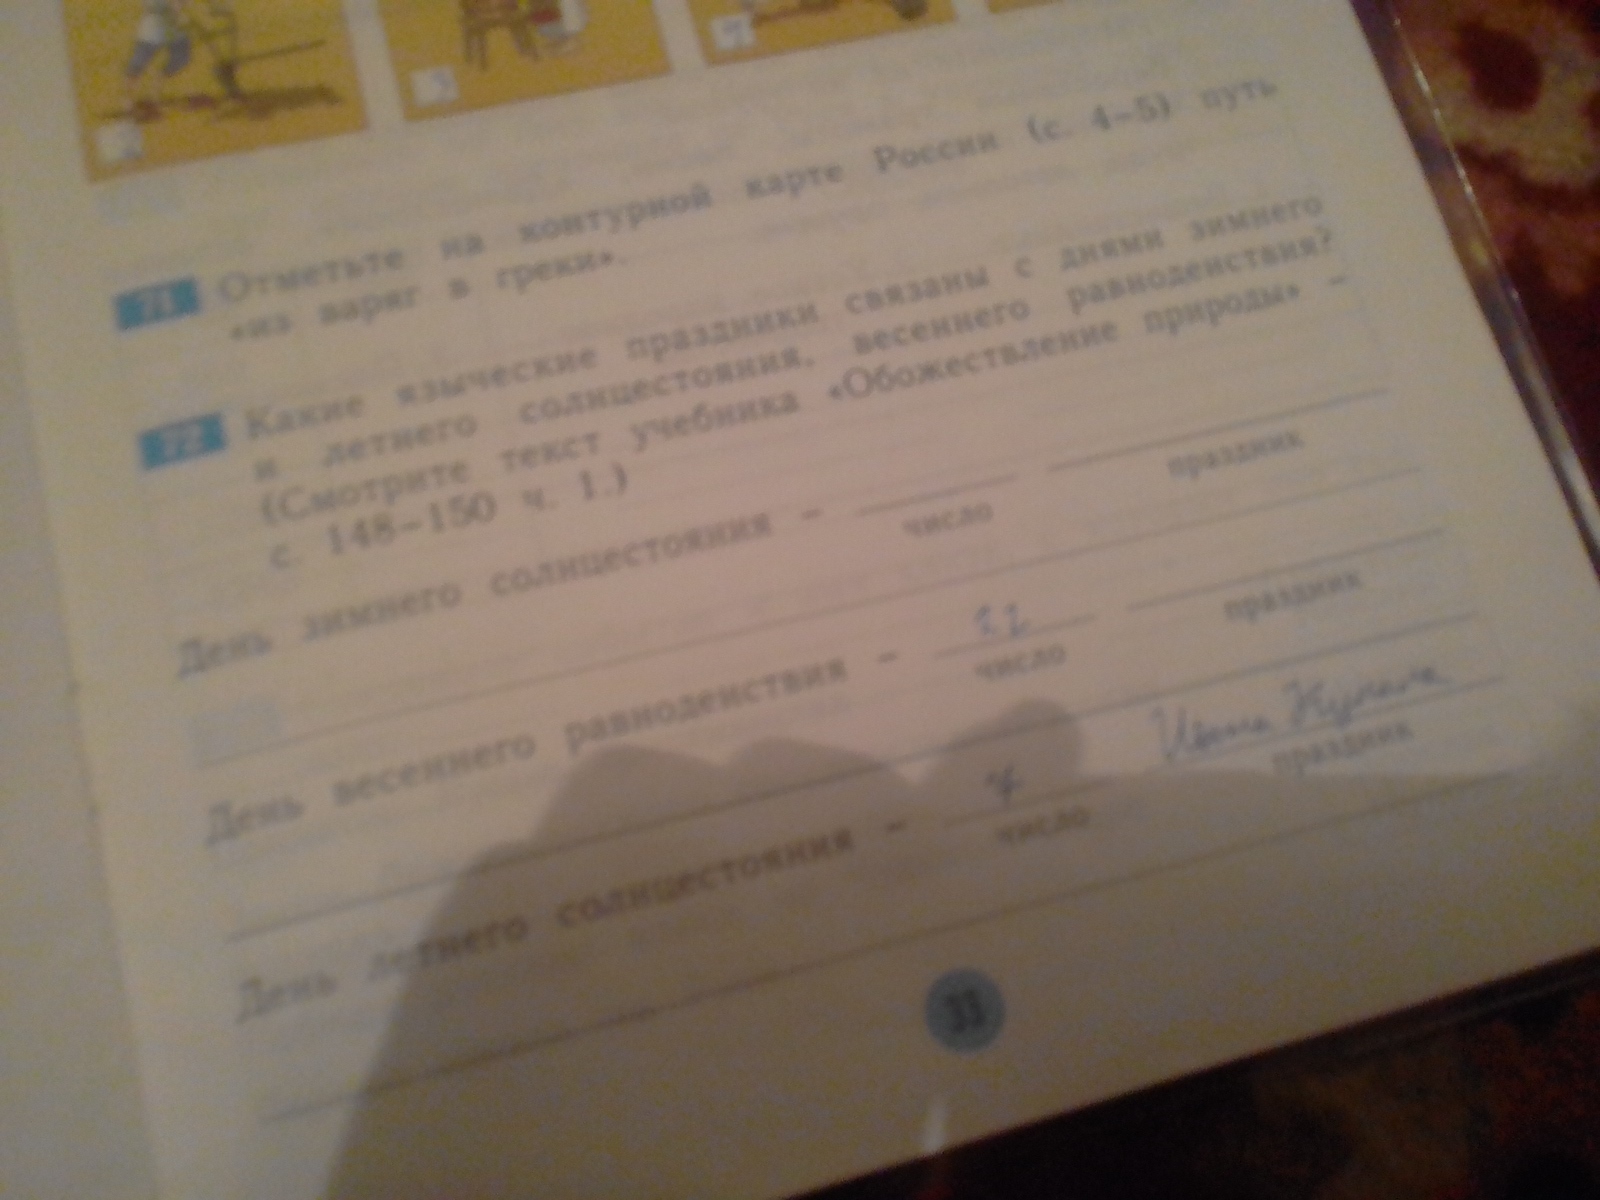 71 Отметьте на контурной карте России (с. 4–5) путь
«из варяг в греки».
72 Какие языческие праздники связаны с днями зимнего
и летнего солнцестояния, весеннего равноденствия?
(Смотрите текст учебника «Обожествление природы» –
с. 148–150 ч. 1.)
День зимнего солнцестояния –
число праздник
День весеннего равноденствия –
число праздник
День летнего солнцестояния – 7 Ивана Купала
число праздник
33